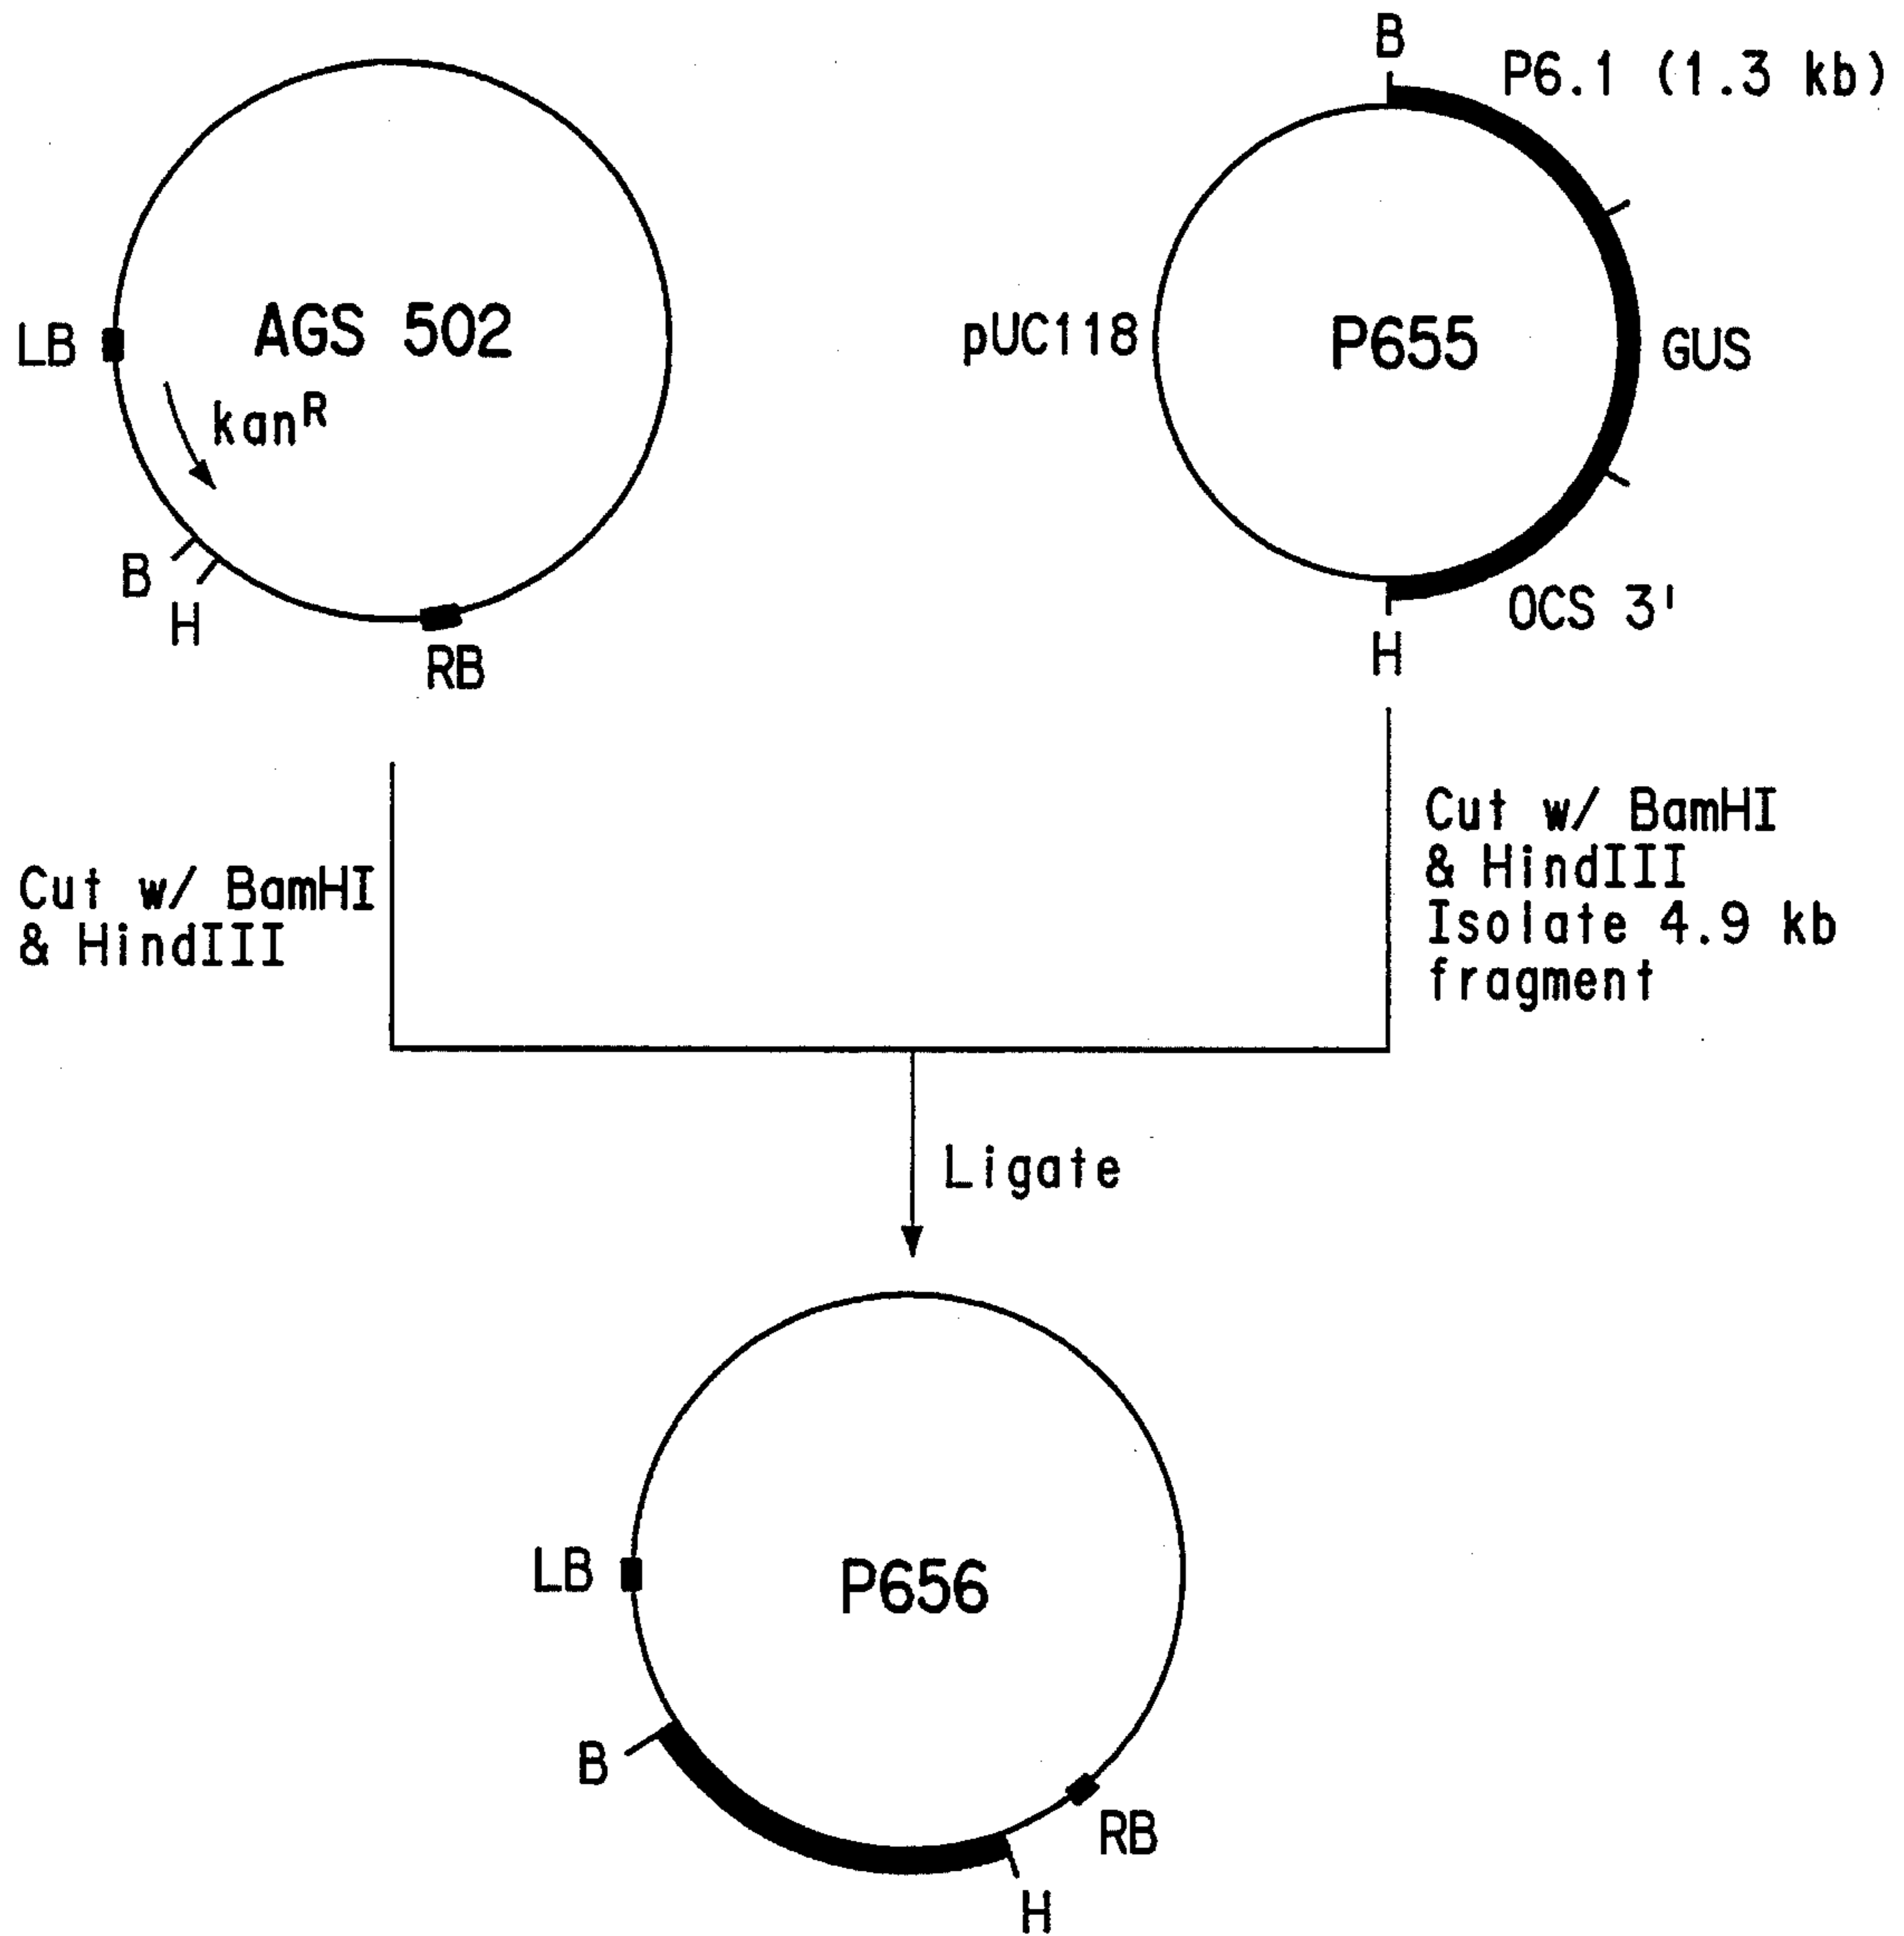 AGS 502
LB
kanR
B
H
RB
B
P6.1 (1.3 kb)
pUC118
P655
GUS
OCS 3'
H
Cut w/ BamHI
& HindIII
Cut w/ BamHI
& HindIII
Isolate 4.9 kb
fragment
Ligate
LB
P656
B
RB
H